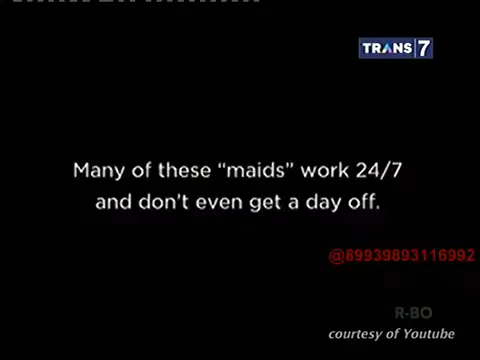 TRANS|7
Many of these “maids” work 24/7
and don’t even get a day off.
@89939893116992
R-BO
courtesy of Youtube